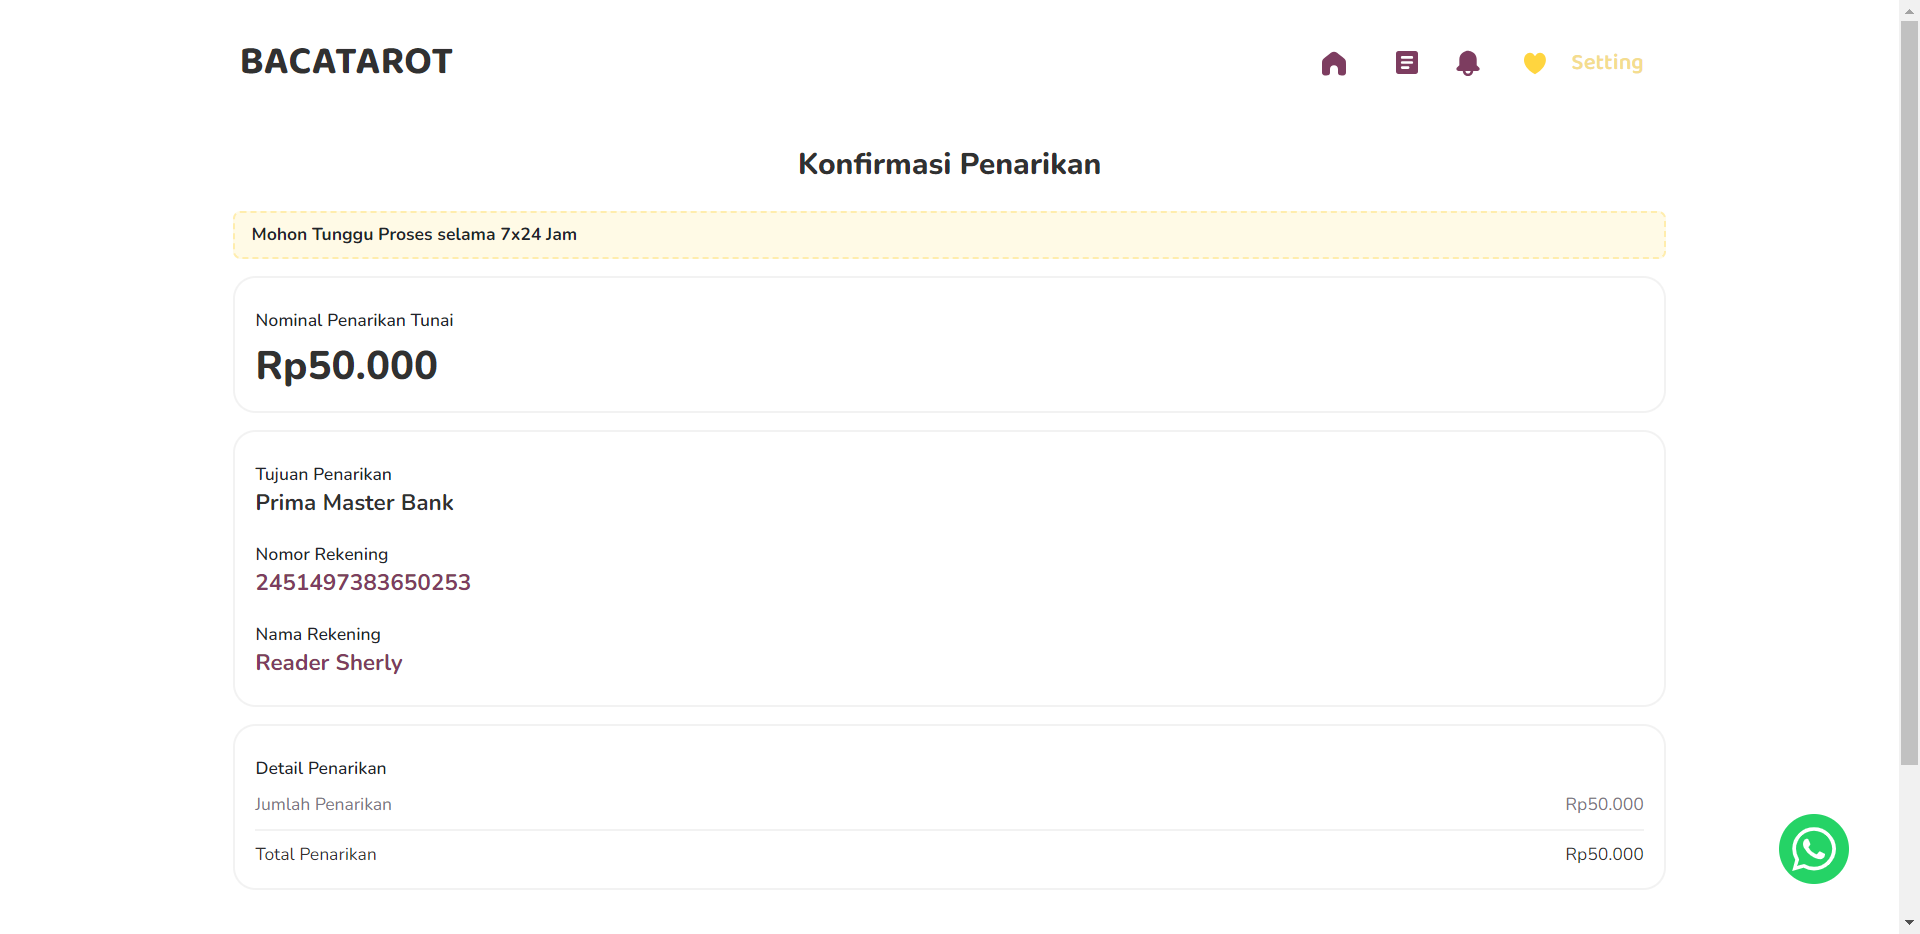 BACATAROT
Setting
Konfirmasi Penarikan
Mohon Tunggu Proses selama 7x24 Jam
Nominal Penarikan Tunai
Rp50.000
Tujuan Penarikan
Prima Master Bank
Nomor Rekening
2451497383650253
Nama Rekening
Reader Sherly
Detail Penarikan
Jumlah Penarikan Rp50.000
Total Penarikan Rp50.000